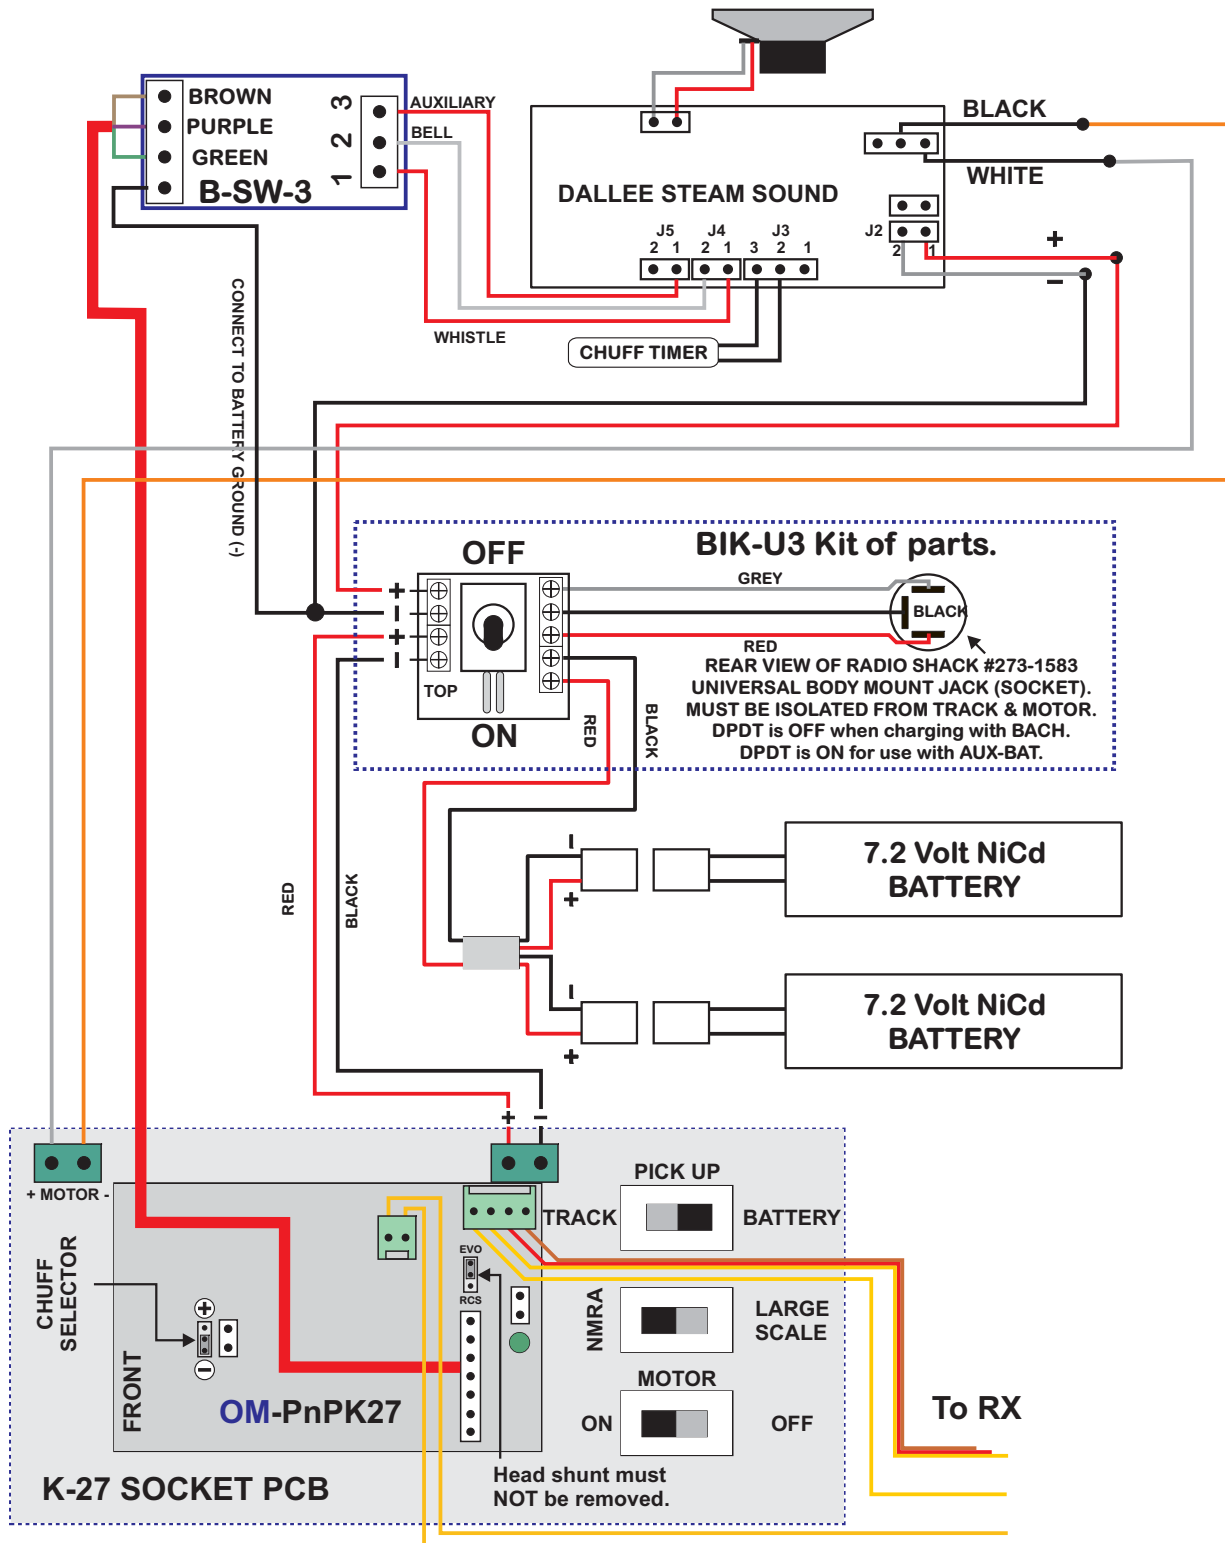 BROWN
PURPLE
GREEN
B-SW-3
3
2
1
AUXILIARY
BELL
WHISTLE
DALLEE STEAM SOUND
BLACK
WHITE
J5
2 1
J4
2 1
J3
3 2 1
J2
2
1
+
–
CHUFF TIMER
CONNECT TO BATTERY GROUND (-)
BIK-U3 Kit of parts.
OFF
+
–
+
–
TOP
ON
GREY
BLACK
RED
REAR VIEW OF RADIO SHACK #273-1583
UNIVERSAL BODY MOUNT JACK (SOCKET).
MUST BE ISOLATED FROM TRACK & MOTOR.
DPDT is OFF when charging with BACH.
DPDT is ON for use with AUX-BAT.
RED
BLACK
RED
BLACK
–
+
7.2 Volt NiCd
BATTERY
–
+
7.2 Volt NiCd
BATTERY
+
–
+ MOTOR -
PICK UP
TRACK
BATTERY
CHUFF
SELECTOR
EVO
RCS
+
–
NMRA
LARGE
SCALE
MOTOR
ON
OFF
FRONT
OM-PnPK27
To RX
K-27 SOCKET PCB
Head shunt must
NOT be removed.